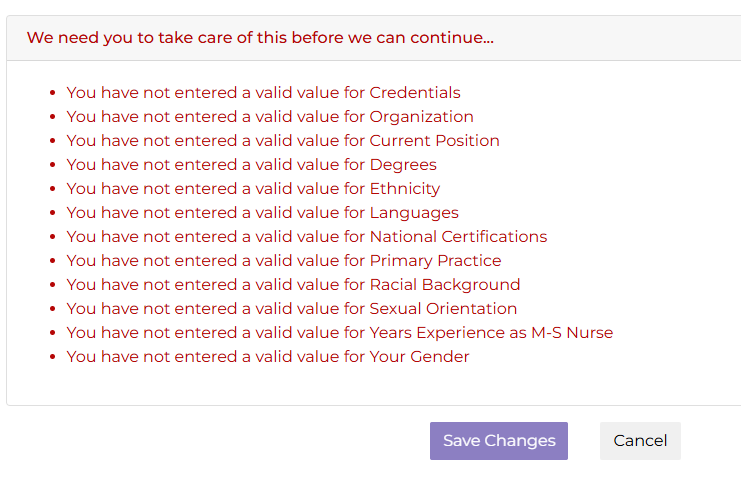 We need you to take care of this before we can continue...
You have not entered a valid value for Credentials
You have not entered a valid value for Organization
You have not entered a valid value for Current Position
You have not entered a valid value for Degrees
You have not entered a valid value for Ethnicity
You have not entered a valid value for Languages
You have not entered a valid value for National Certifications
You have not entered a valid value for Primary Practice
You have not entered a valid value for Racial Background
You have not entered a valid value for Sexual Orientation
You have not entered a valid value for Years Experience as M-S Nurse
You have not entered a valid value for Your Gender
Save Changes
Cancel